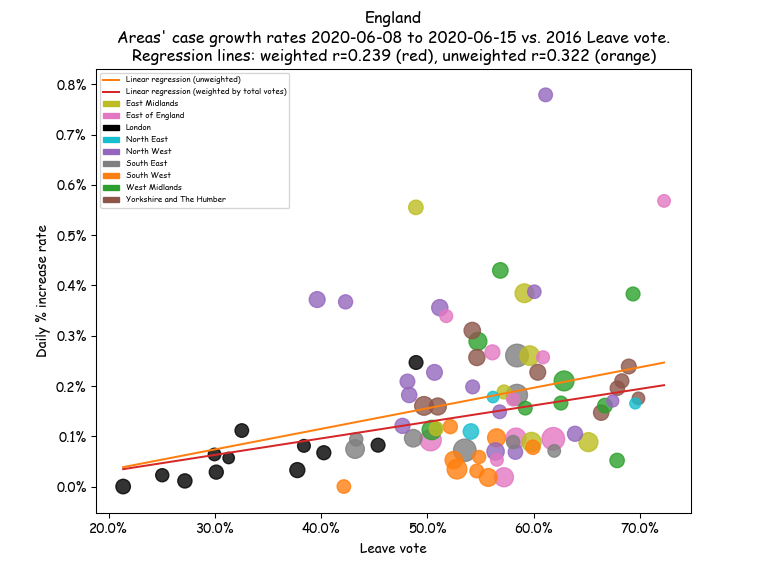 England
Areas' case growth rates 2020-06-08 to 2020-06-15 vs. 2016 Leave vote.
Regression lines: weighted r=0.239 (red), unweighted r=0.322 (orange)
Linear regression (unweighted)
Linear regression (weighted by total votes)
East Midlands
East of England
London
North East
North West
South East
South West
West Midlands
Yorkshire and The Humber
0.8%
0.7%
0.6%
0.5%
0.4%
0.3%
0.2%
0.1%
0.0%
Daily % increase rate
20.0% 30.0% 40.0% 50.0% 60.0% 70.0%
Leave vote